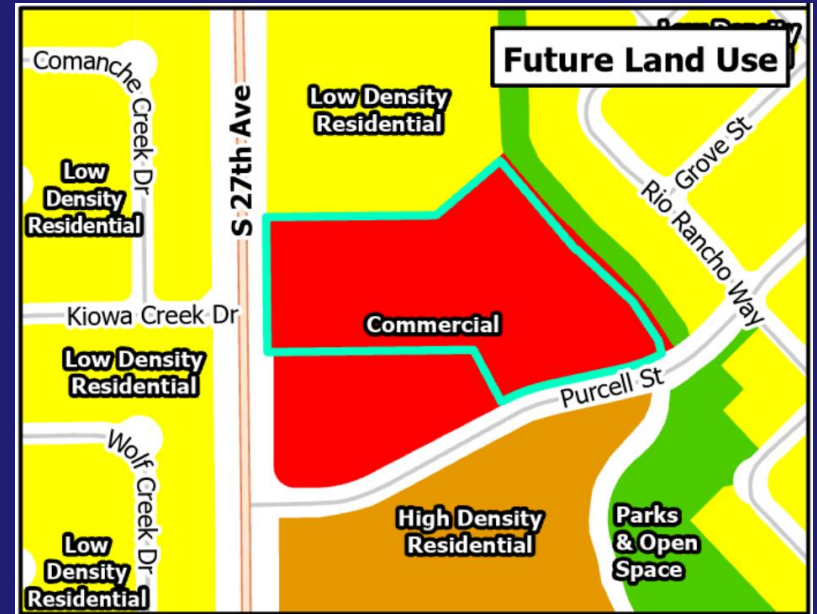 Low Density
Future Land Use
Comanche Creek Dr
Low Density
Residential
S 27th Ave
Grove St
Low
Density
Residential
Rio Rancho Way
Kiowa Creek Dr
Commercial
Low Density
Residential
Purcell St
Wolf Creek Dr
High Density
Residential
Parks
& Open
Space
Low
Density
Residential